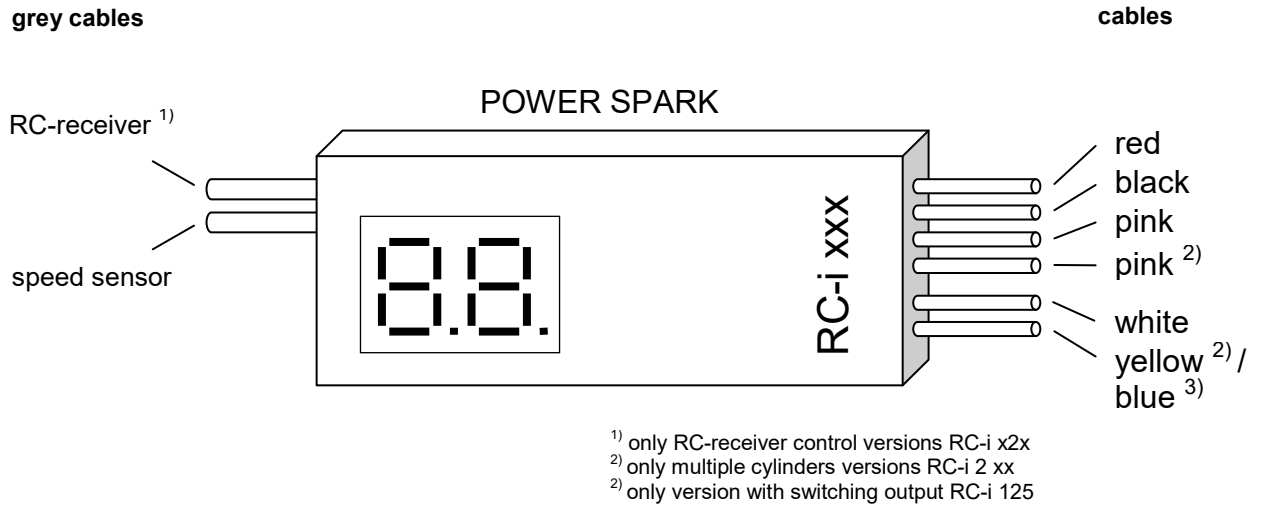 grey cables
cables
POWER SPARK
RC-receiver 1)
speed sensor
8.8.
RC-i xxx
red
black
pink
pink 2)
white
yellow 2) /
blue 3)
1) only RC-receiver control versions RC-i x2x
2) only multiple cylinders versions RC-i 2 xx
2) only version with switching output RC-i 125